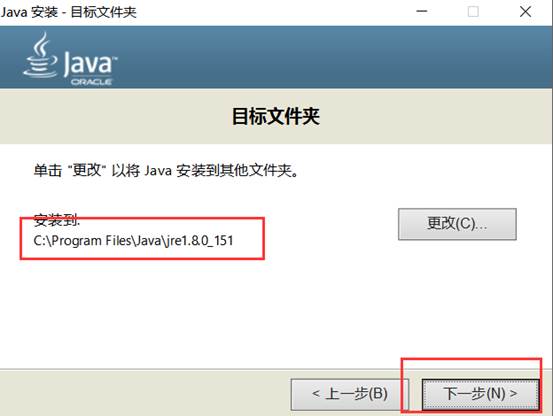 Java 安装 - 目标文件夹
Java™
ORACLE
目标文件夹
单击 "更改" 以将 Java 安装到其他文件夹。
安装到:
C:\Program Files\Java\jre1.8.0_151
更改(C)...
< 上一步(B)
下一步(N) >